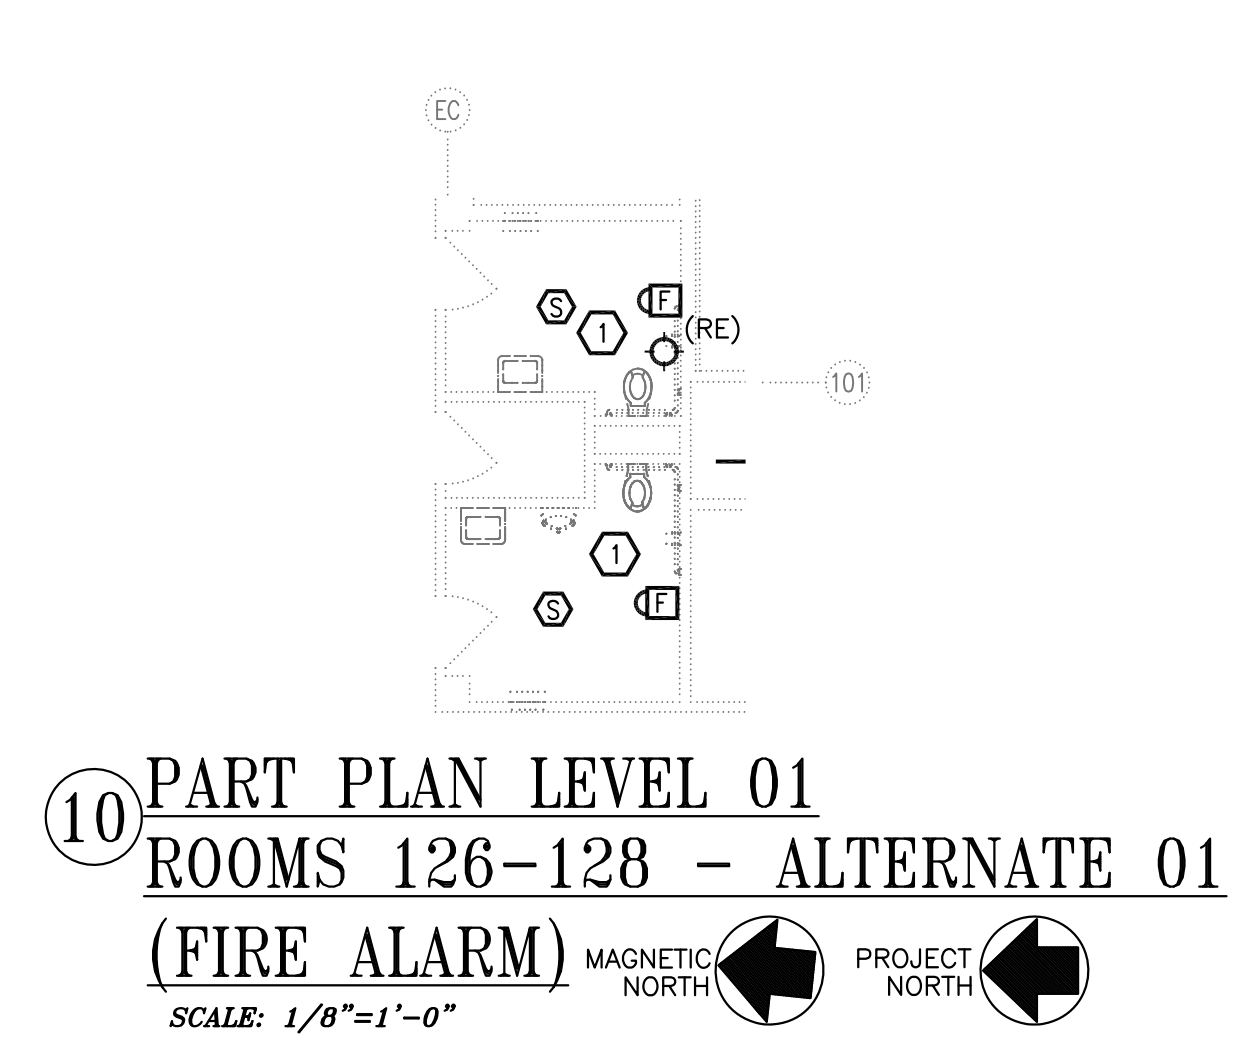 EC
S
1
F
(RE)
101
1
S
F
10
PART PLAN LEVEL 01
ROOMS 126-128 - ALTERNATE 01
(FIRE ALARM)
MAGNETIC
NORTH
PROJECT
NORTH
SCALE: 1/8"=1'-0"